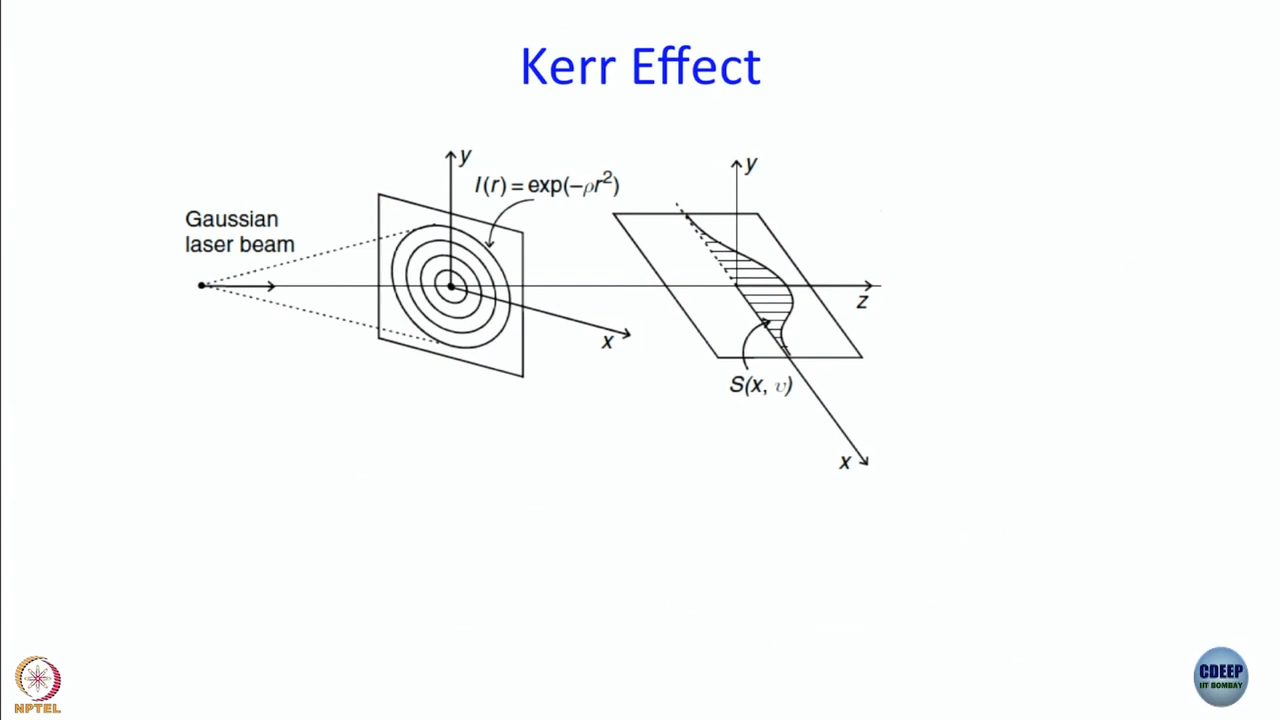 Kerr Effect
y
I(r) = exp(−ρr²)
Gaussian
laser beam
x
y
z
S(x, υ)
x
NPTEL
CDEEP
IIT BOMBAY